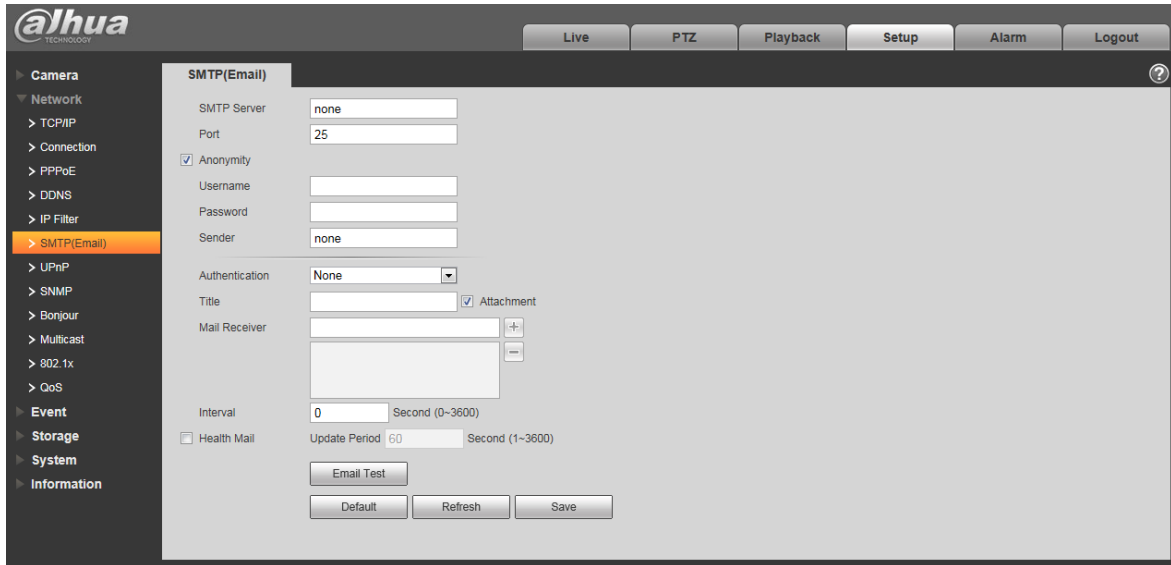 alhua
TECHNOLOGY
Live PTZ Playback Setup Alarm Logout
Camera
Network
> TCP/IP
> Connection
> PPPoE
> DDNS
> IP Filter
> SMTP(Email)
> UPnP
> SNMP
> Bonjour
> Multicast
> 802.1x
> QoS
Event
Storage
System
Information
SMTP(Email) ?
SMTP Server none
Port 25
Anonymity
Username
Password
Sender none
Authentication None
Title Attachment
Mail Receiver +
−
Interval 0 Second (0~3600)
Health Mail Update Period 60 Second (1~3600)
Email Test
Default Refresh Save